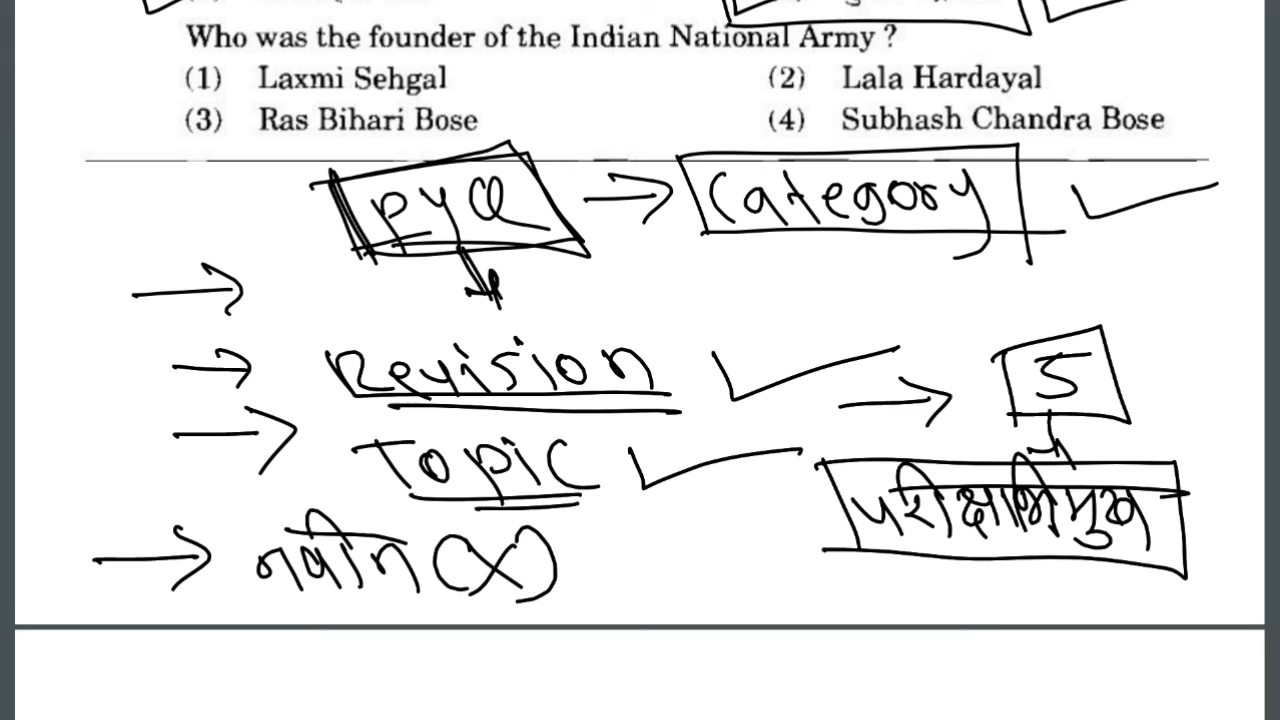 Who was the founder of the Indian National Army ?
(1) Laxmi Sehgal (2) Lala Hardayal
(3) Ras Bihari Bose (4) Subhash Chandra Bose
PYQ → Category ✓
→
→ Revision ✓ → 5
→ Topic ✓
परीक्षाभिमुख
→ नवीन (X)